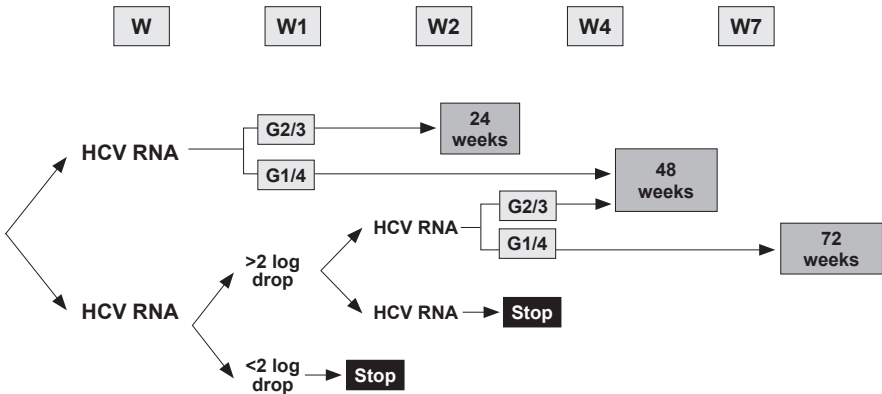 W W1 W2 W4 W7
G2/3
24
weeks
HCV RNA
G1/4
48
weeks
G2/3
HCV RNA
G1/4
72
weeks
>2 log
drop
HCV RNA
HCV RNA
Stop
<2 log
drop
Stop